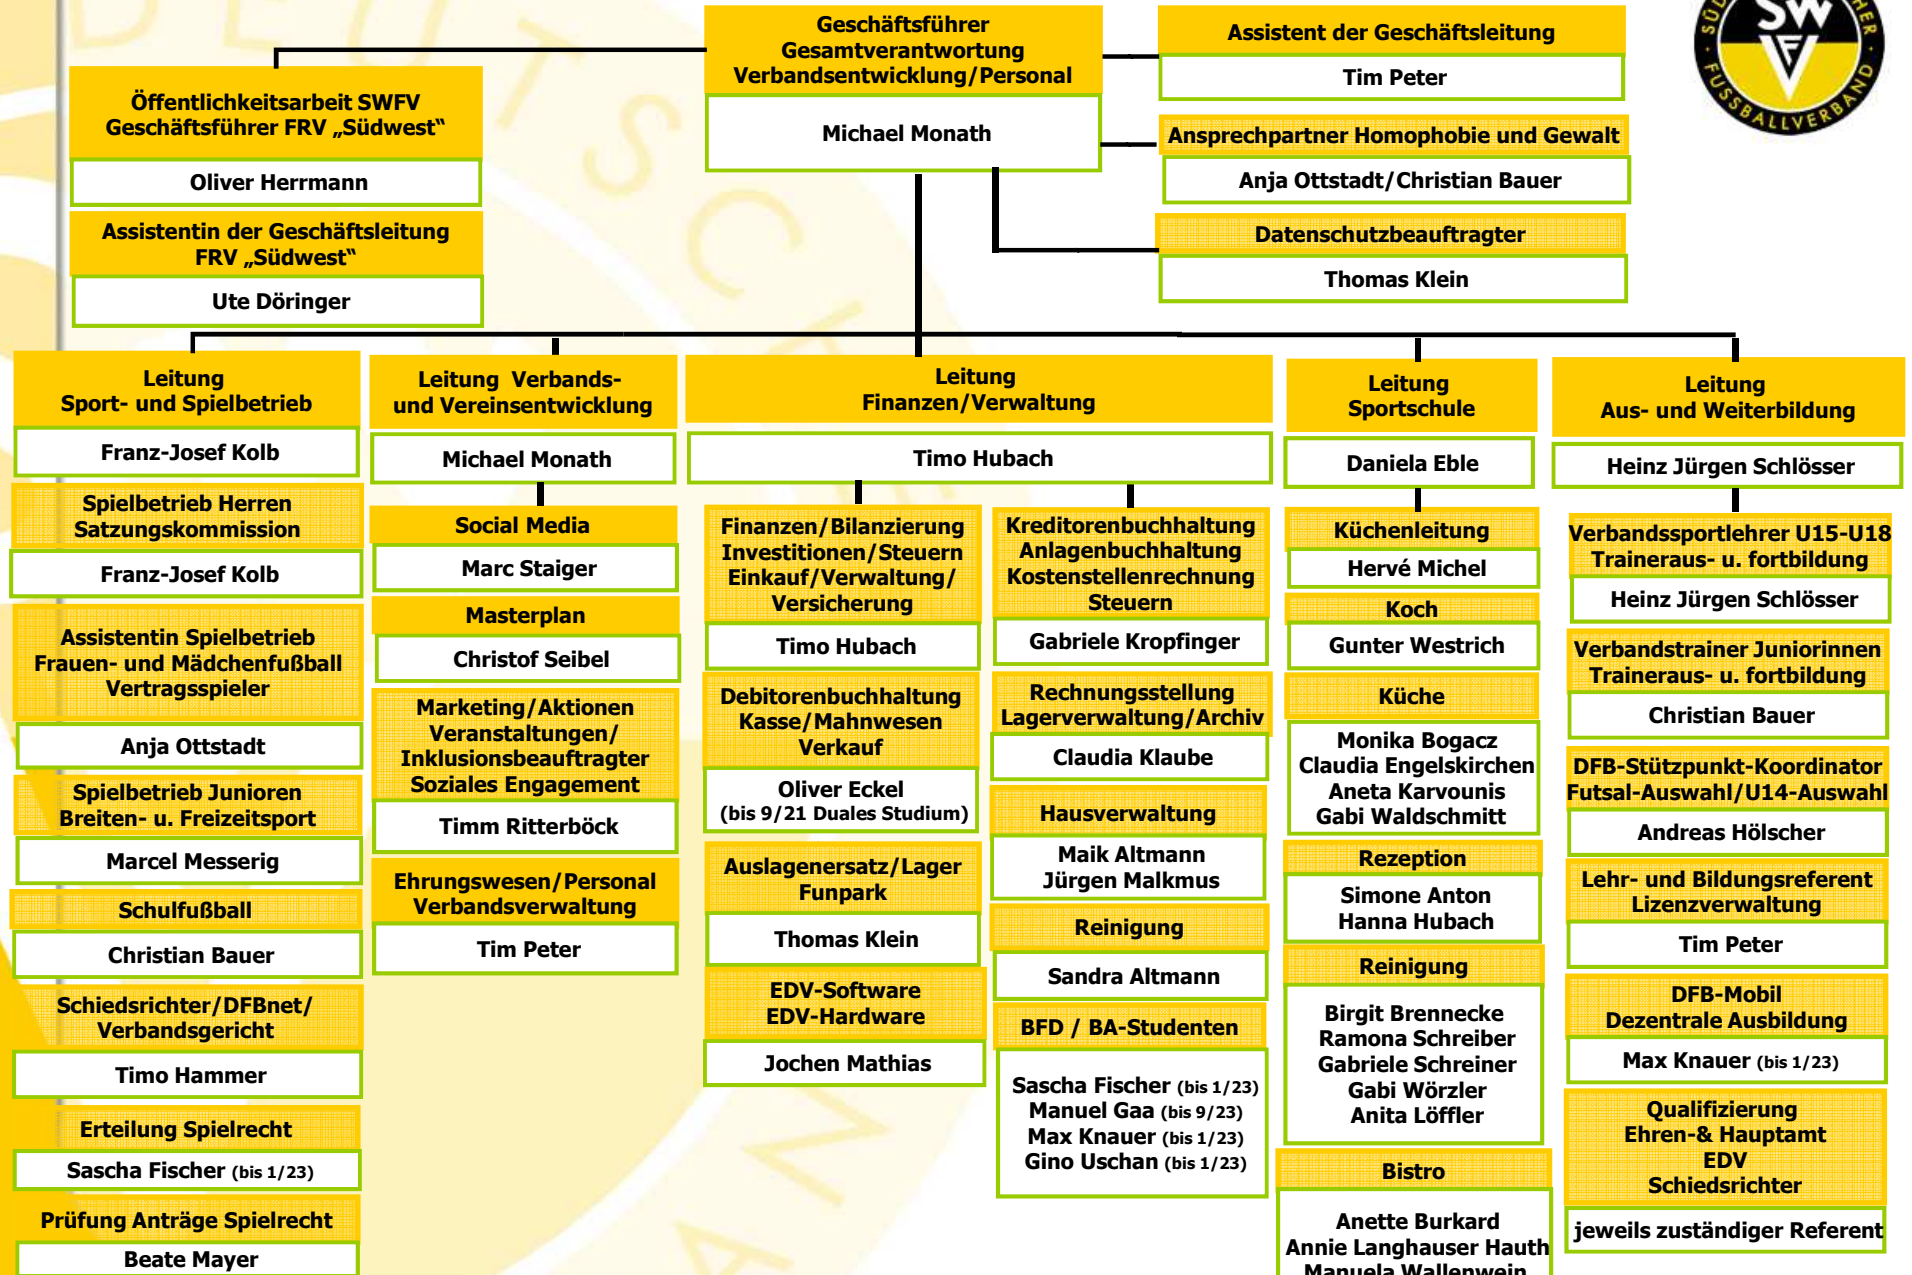 Geschäftsführer
Gesamtverantwortung
Verbandsentwicklung/Personal
Michael Monath
Assistent der Geschäftsleitung
Tim Peter
Ansprechpartner Homophobie und Gewalt
Anja Ottstadt/Christian Bauer
Datenschutzbeauftragter
Thomas Klein
SW
FV
FUSSBALLVERBAND
Öffentlichkeitsarbeit SWFV
Geschäftsführer FRV „Südwest“
Oliver Herrmann
Assistentin der Geschäftsleitung
FRV „Südwest“
Ute Döringer
Leitung
Sport- und Spielbetrieb
Franz-Josef Kolb
Spielbetrieb Herren
Satzungskommission
Franz-Josef Kolb
Assistentin Spielbetrieb
Frauen- und Mädchenfußball
Vertragsspieler
Anja Ottstadt
Spielbetrieb Junioren
Breiten- u. Freizeitsport
Marcel Messerig
Schulfußball
Christian Bauer
Schiedsrichter/DFBnet/
Verbandsgericht
Timo Hammer
Erteilung Spielrecht
Sascha Fischer (bis 1/23)
Prüfung Anträge Spielrecht
Beate Mayer
Leitung Verbands-
und Vereinsentwicklung
Michael Monath
Social Media
Marc Staiger
Masterplan
Christof Seibel
Marketing/Aktionen
Veranstaltungen/
Inklusionsbeauftragter
Soziales Engagement
Timm Ritterböck
Ehrungswesen/Personal
Verbandsverwaltung
Tim Peter
Leitung
Finanzen/Verwaltung
Timo Hubach
Finanzen/Bilanzierung
Investitionen/Steuern
Einkauf/Verwaltung/
Versicherung
Timo Hubach
Debitorenbuchhaltung
Kasse/Mahnwesen
Verkauf
Oliver Eckel
(bis 9/21 Duales Studium)
Auslagenersatz/Lager
Funpark
Thomas Klein
EDV-Software
EDV-Hardware
Jochen Mathias
Kreditorenbuchhaltung
Anlagenbuchhaltung
Kostenstellenrechnung
Steuern
Gabriele Kropfinger
Rechnungsstellung
Lagerverwaltung/Archiv
Claudia Klaube
Hausverwaltung
Maik Altmann
Jürgen Malkmus
Reinigung
Sandra Altmann
BFD / BA-Studenten
Sascha Fischer (bis 1/23)
Manuel Gaa (bis 9/23)
Max Knauer (bis 1/23)
Gino Uschan (bis 1/23)
Leitung
Sportschule
Daniela Eble
Küchenleitung
Hervé Michel
Koch
Gunter Westrich
Küche
Monika Bogacz
Claudia Engelskirchen
Aneta Karvounis
Gabi Waldschmitt
Rezeption
Simone Anton
Hanna Hubach
Reinigung
Birgit Brennecke
Ramona Schreiber
Gabriele Schreiner
Gabi Wörzler
Anita Löffler
Bistro
Anette Burkard
Annie Langhauser Hauth
Manuela Wallenwein
Leitung
Aus- und Weiterbildung
Heinz Jürgen Schlösser
Verbandssportlehrer U15-U18
Traineraus- u. fortbildung
Heinz Jürgen Schlösser
Verbandstrainer Juniorinnen
Traineraus- u. fortbildung
Christian Bauer
DFB-Stützpunkt-Koordinator
Futsal-Auswahl/U14-Auswahl
Andreas Hölscher
Lehr- und Bildungsreferent
Lizenzverwaltung
Tim Peter
DFB-Mobil
Dezentrale Ausbildung
Max Knauer (bis 1/23)
Qualifizierung
Ehren-& Hauptamt
EDV
Schiedsrichter
jeweils zuständiger Referent